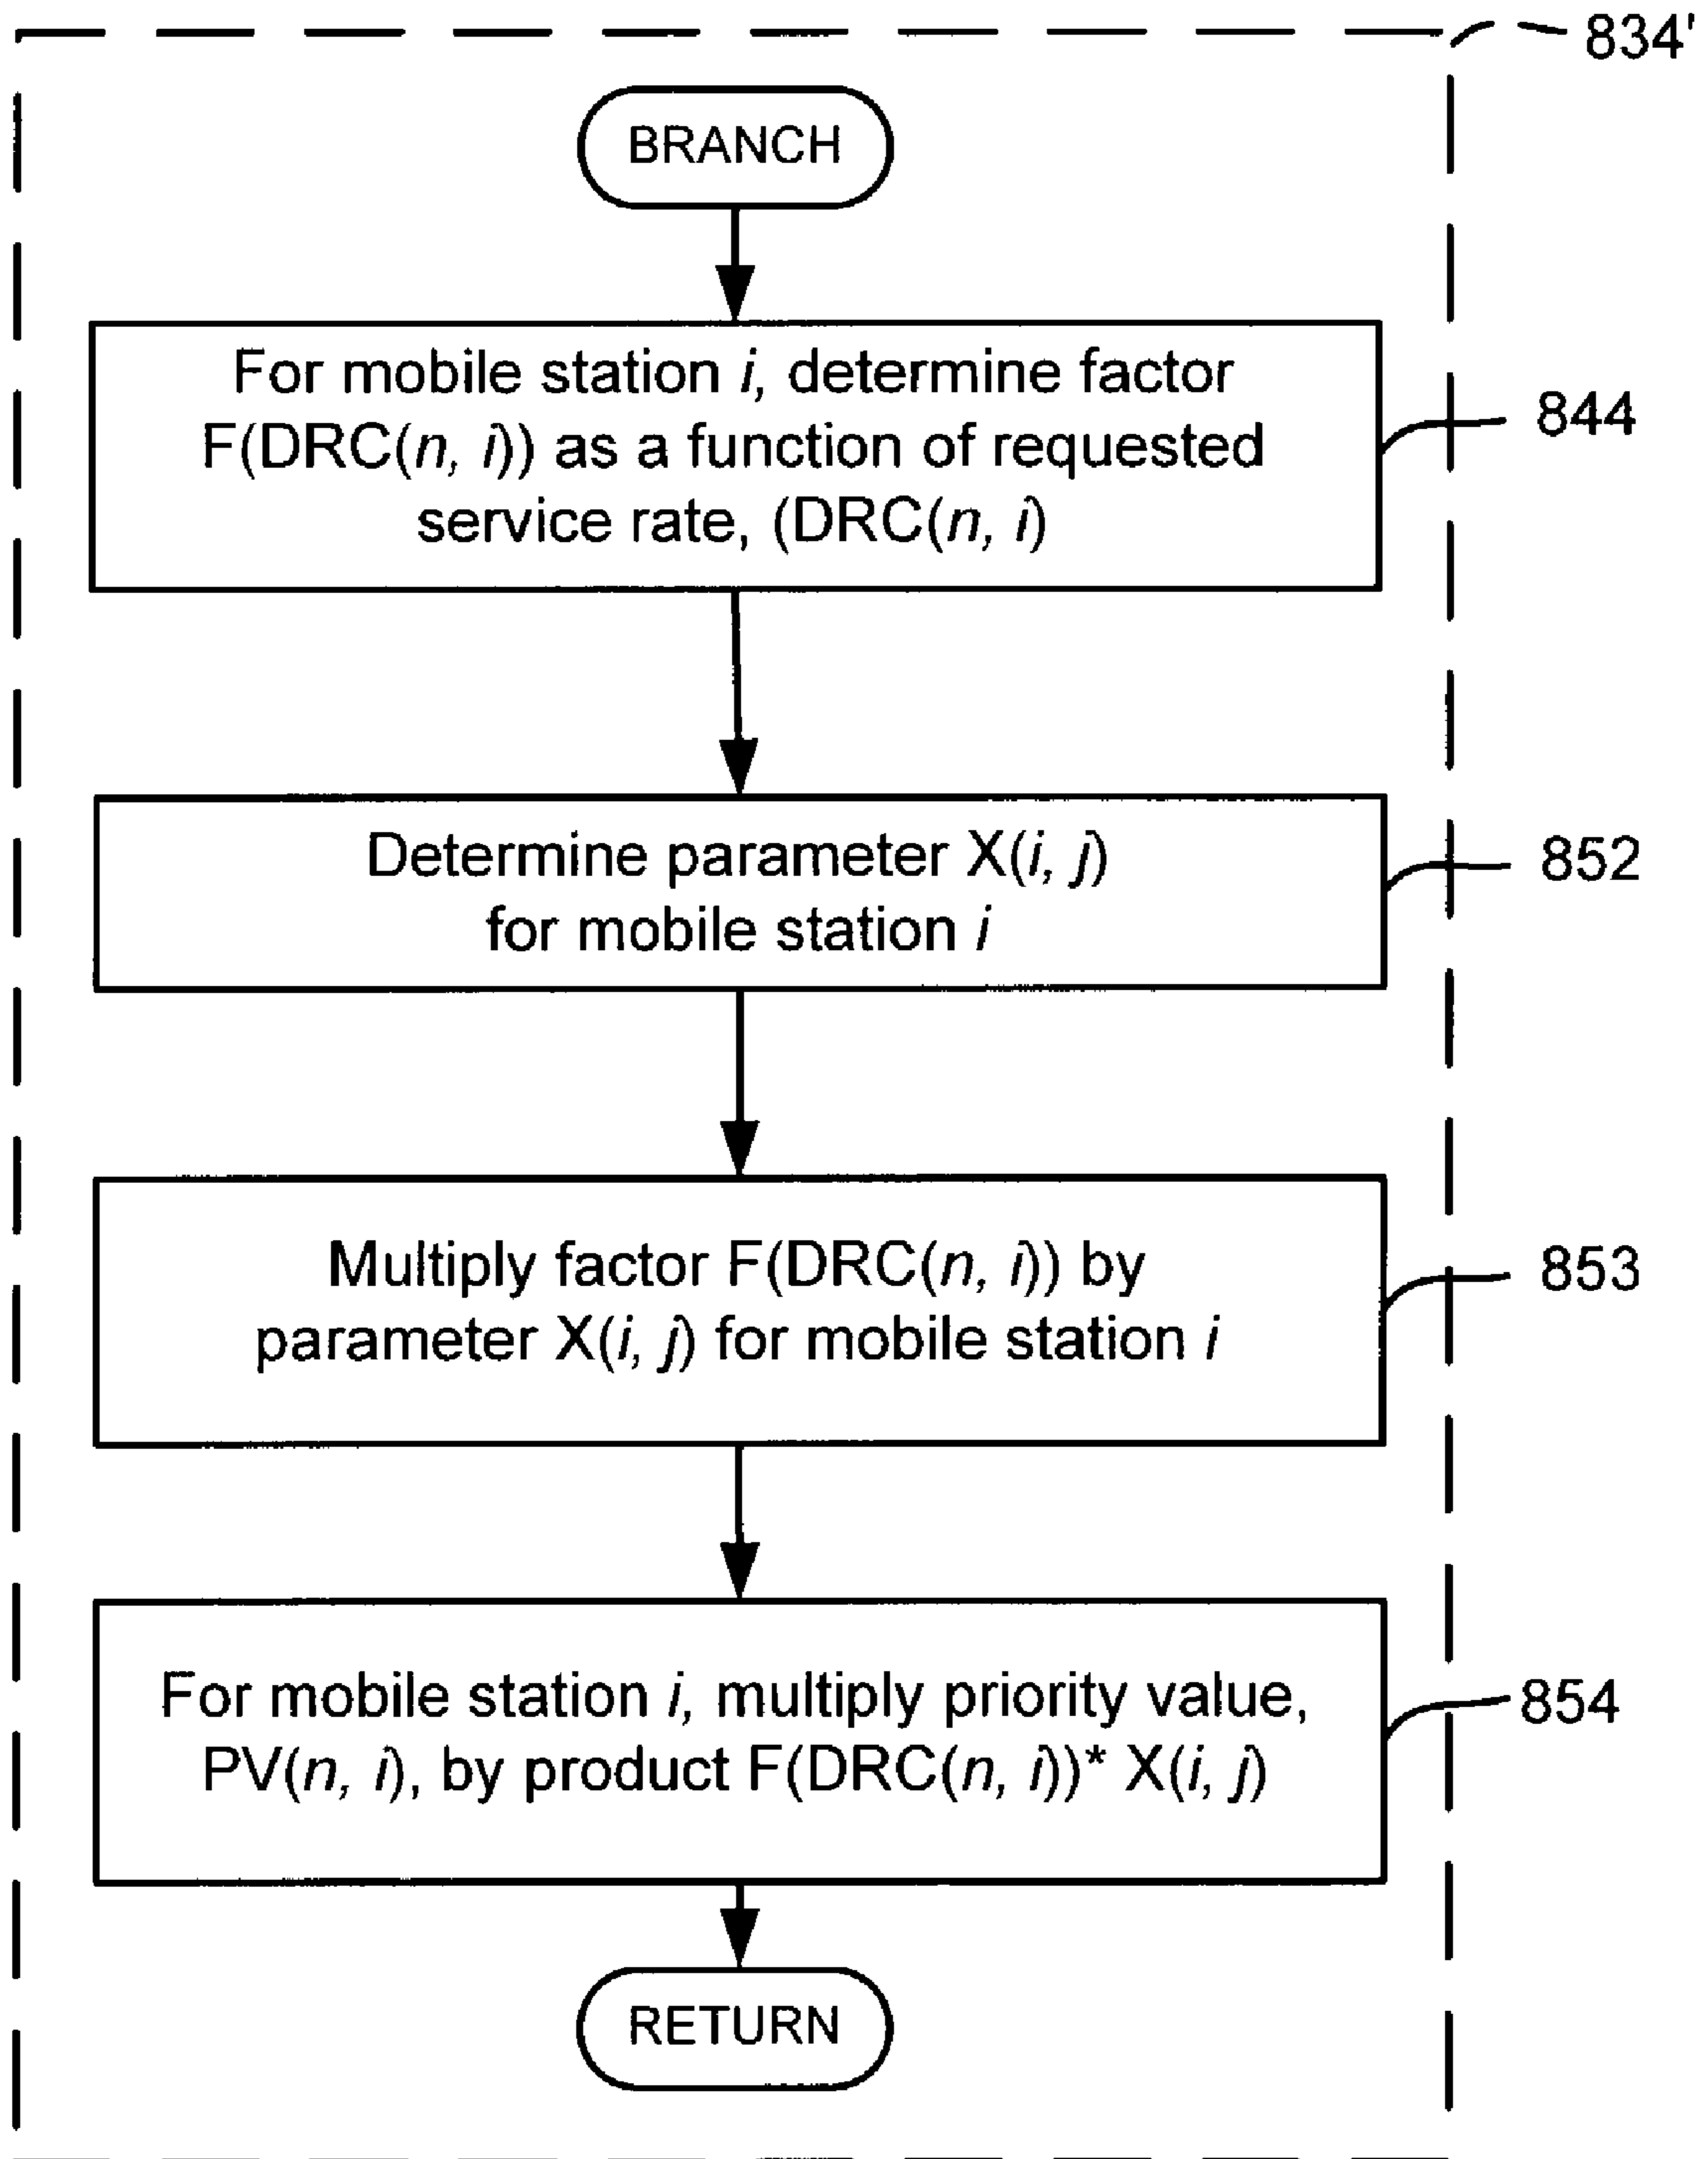 834'
BRANCH
For mobile station i, determine factor
F(DRC(n, i)) as a function of requested
service rate, (DRC(n, i)
844
Determine parameter X(i, j)
for mobile station i
852
Multiply factor F(DRC(n, i)) by
parameter X(i, j) for mobile station i
853
For mobile station i, multiply priority value,
PV(n, i), by product F(DRC(n, i))* X(i, j)
854
RETURN